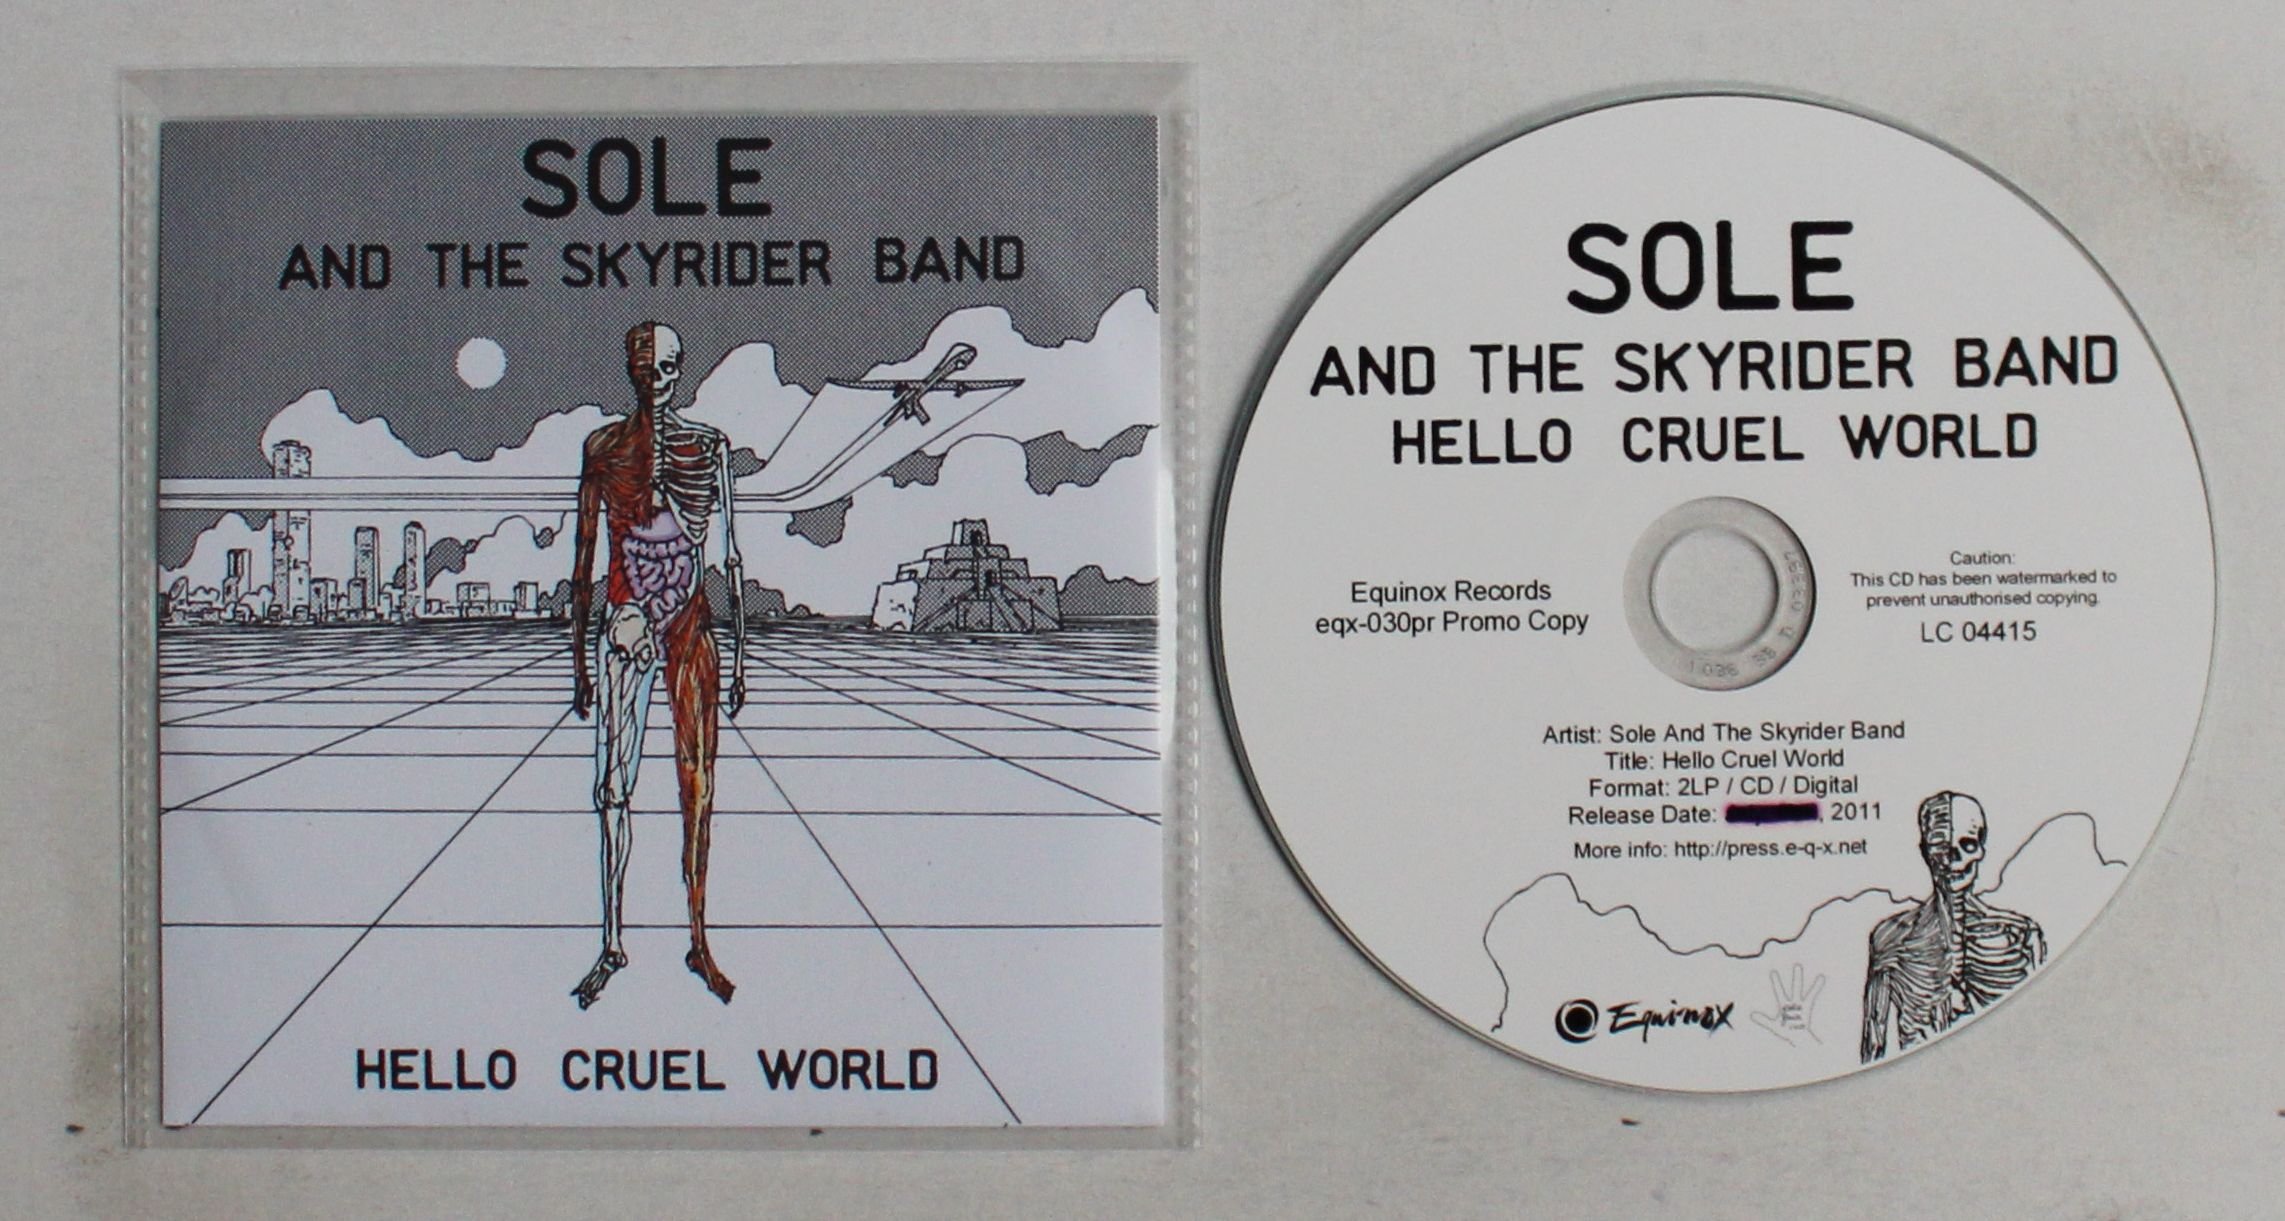 SOLE
AND THE SKYRIDER BAND
HELLO CRUEL WORLD
SOLE
AND THE SKYRIDER BAND
HELLO CRUEL WORLD
Equinox Records
eqx-030pr Promo Copy
Caution:
This CD has been watermarked to
prevent unauthorised copying.
LC 04415
Artist: Sole And The Skyrider Band
Title: Hello Cruel World
Format: 2LP / CD / Digital
Release Date: , 2011
More info: http://press.e-q-x.net
Equinox